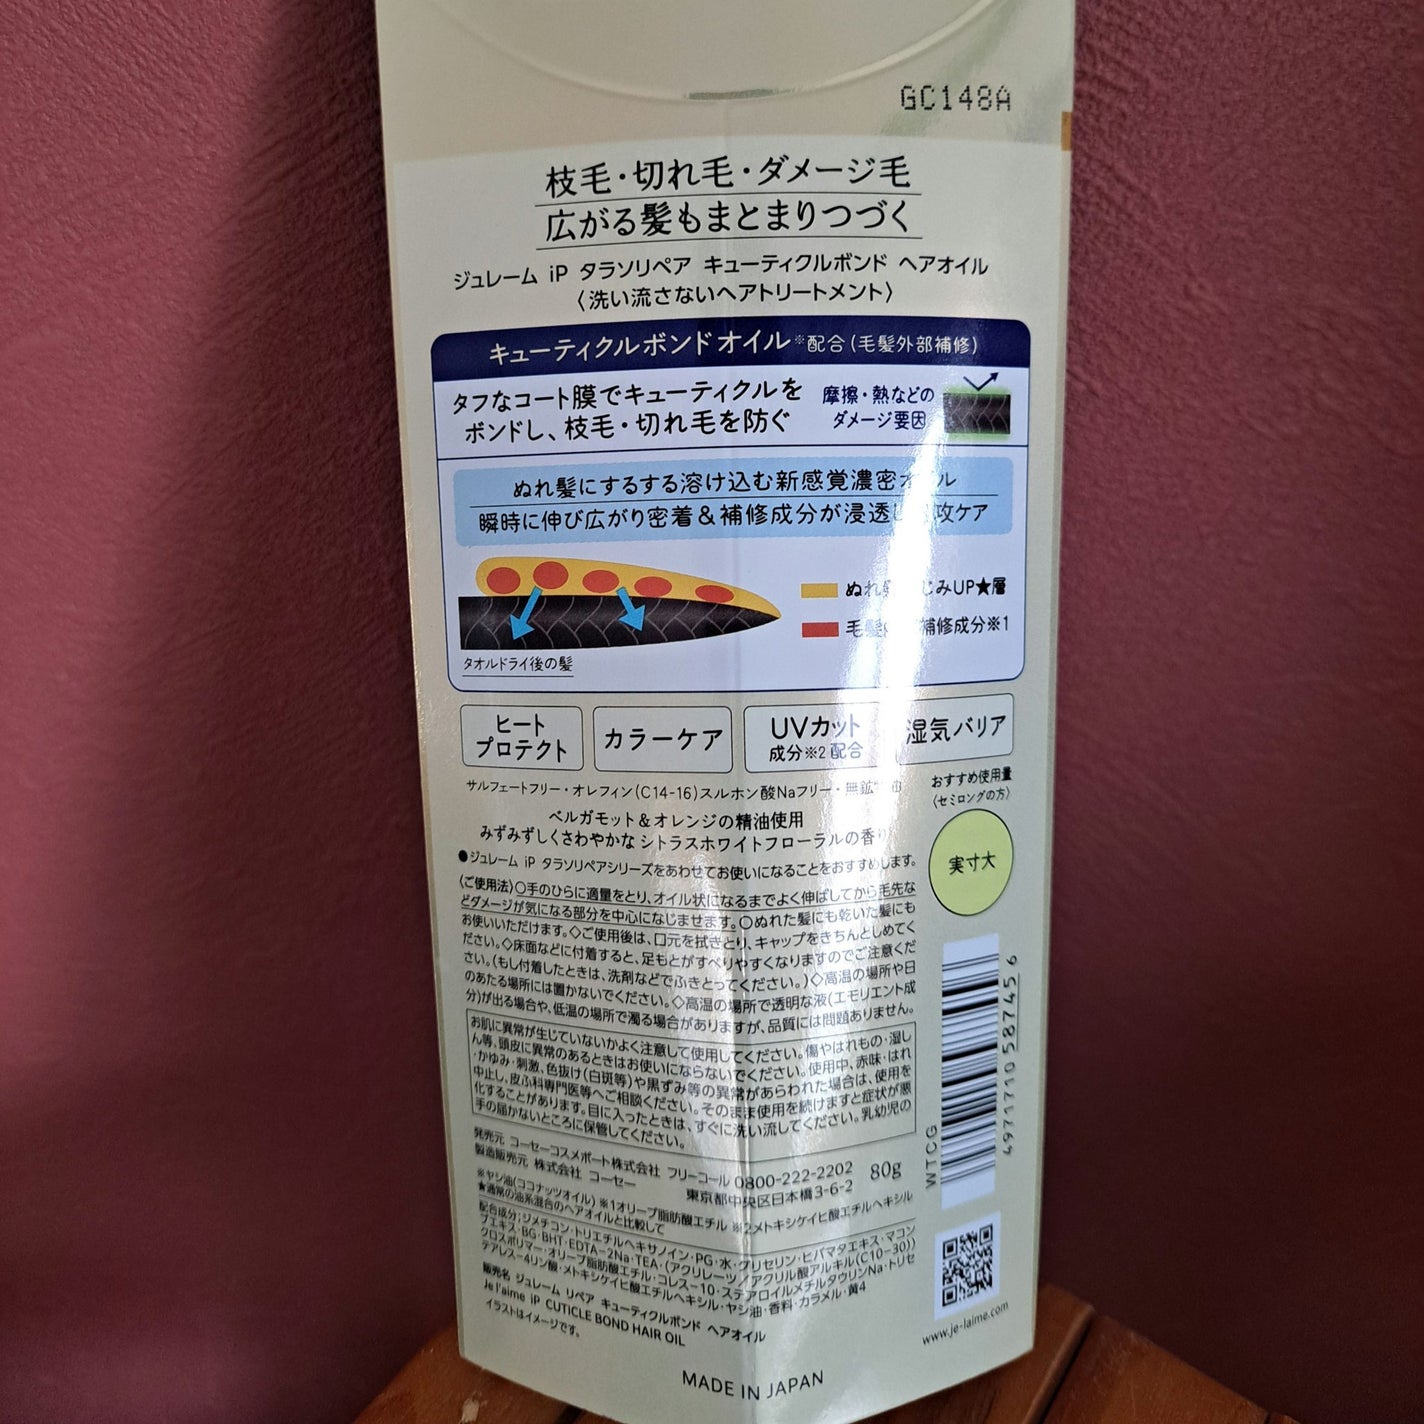 GC148A
枝毛・切れ毛・ダメージ毛
広がる髪もまとまりつづく
ジュレーム iP タラソリペア キューティクルボンド ヘアオイル
〈洗い流さないヘアトリートメント〉
キューティクルボンドオイル※配合(毛髪外部補修)
タフなコート膜でキューティクルを
ボンドし、枝毛・切れ毛を防ぐ
摩擦・熱などの
ダメージ要因
ぬれ髪にするする溶け込む新感覚濃密オイル
瞬時に伸び広がり密着&補修成分が浸透し 攻ケア
ぬれ じみUP★層
毛髪 補修成分※1
タオルドライ後の髪
ヒート
プロテクト
カラーケア
UVカット
成分※2配合
湿気バリア
サルフェートフリー・オレフィン(C14-16)スルホン酸Naフリー・無鉱 油
ベルガモット&オレンジの精油使用
みずみずしくさわやかな シトラスホワイトフローラルの香り
おすすめ使用量
〈セミロングの方〉
実寸大
●ジュレーム iP タラソリペアシリーズをあわせてお使いになることをおすすめします。
〈ご使用法〉○手のひらに適量をとり、オイル状になるまでよく伸ばしてから毛先な
どダメージが気になる部分を中心になじませます。○ぬれた髪にも乾いた髪にも
お使いいただけます。◇ご使用後は、口元を拭きとり、キャップをきちんとしめてく
ださい。◇床面などに付着すると、足もとがすべりやすくなりますのでご注意くだ
さい。(もし付着したときは、洗剤などでふきとってください。)◇高温の場所や日
のあたる場所には置かないでください。◇高温の場所で透明な液(エモリエント成
分)が出る場合や、低温の場所で濁る場合がありますが、品質には問題ありません。
お肌に異常が生じていないかよく注意して使用してください。傷やはれもの・湿し
ん等、頭皮に異常のあるときはお使いにならないでください。使用中、赤味・はれ
・かゆみ・刺激、色抜け(白斑等)や黒ずみ等の異常があらわれた場合は、使用を
中止し、皮ふ科専門医等へご相談ください。そのまま使用を続けますと症状が悪
化することがあります。目に入ったときは、すぐに洗い流してください。乳幼児の
手の届かないところに保管してください。
発売元 コーセーコスメポート株式会社 フリーコール 0800-222-2202 80g
製造販売元 株式会社 コーセー 東京都中央区日本橋3-6-2
※ヤシ油(ココナッツオイル) ※1オリーブ脂肪酸エチル ※2メトキシケイヒ酸エチルヘキシル
★通常の油系混合のヘアオイルと比較して
配合成分:ジメチコン・トリエチルヘキサノイン・PG・水・グリセリン・ヒバマタエキス・マコン
ブエキス・BG・BHT・EDTA-2Na・TEA・(アクリレーツ/アクリル酸アルキル(C10-30))
クロスポリマー・オリーブ脂肪酸エチル・コレス-10・ステアロイルメチルタウリンNa・トリセ
テアレス-4リン酸・メトキシケイヒ酸エチルヘキシル・ヤシ油・香料・カラメル・黄4
販売名 ジュレーム リペア キューティクルボンド ヘアオイル
Je l'aime iP CUTICLE BOND HAIR OIL
イラストはイメージです。
WTCG
4971710 58745 6
www.je-laime.com
MADE IN JAPAN